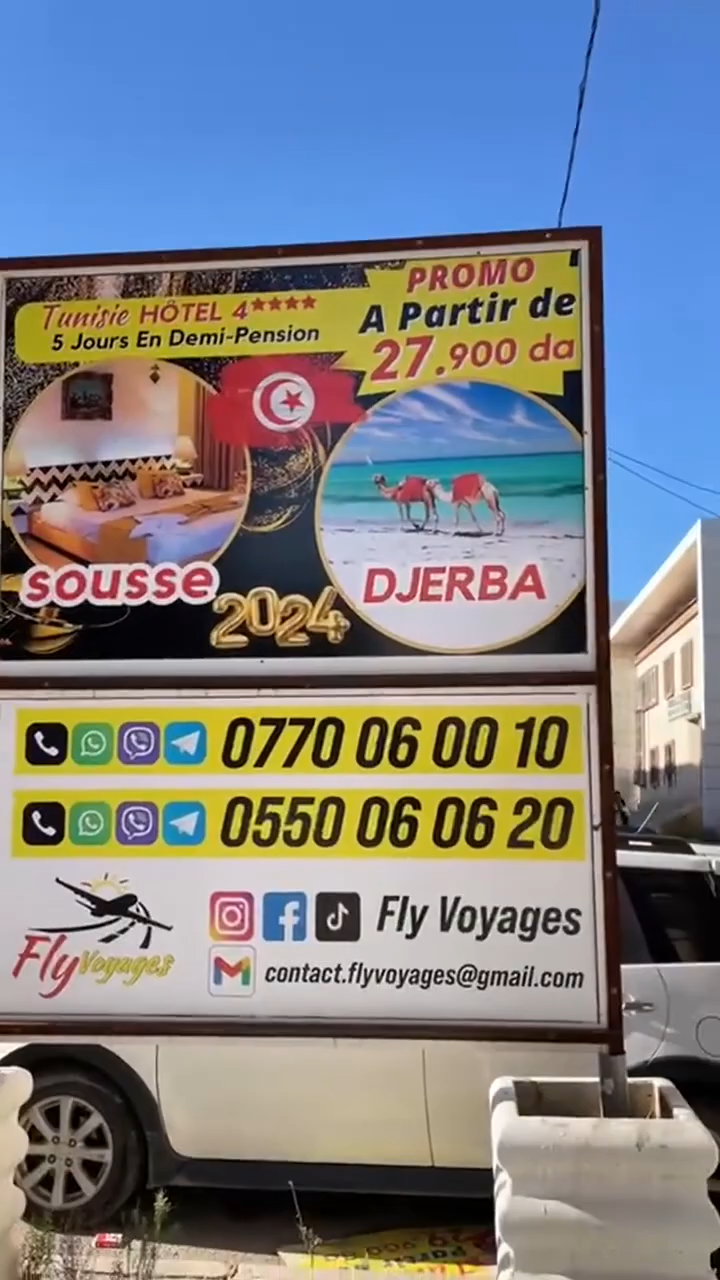 Tunisie HÔTEL 4****
5 Jours En Demi-Pension
PROMO
A Partir de
27.900 da
sousse
2024
DJERBA
0770 06 00 10
0550 06 06 20
Fly Voyages
Fly Voyages
contact.flyvoyages@gmail.com